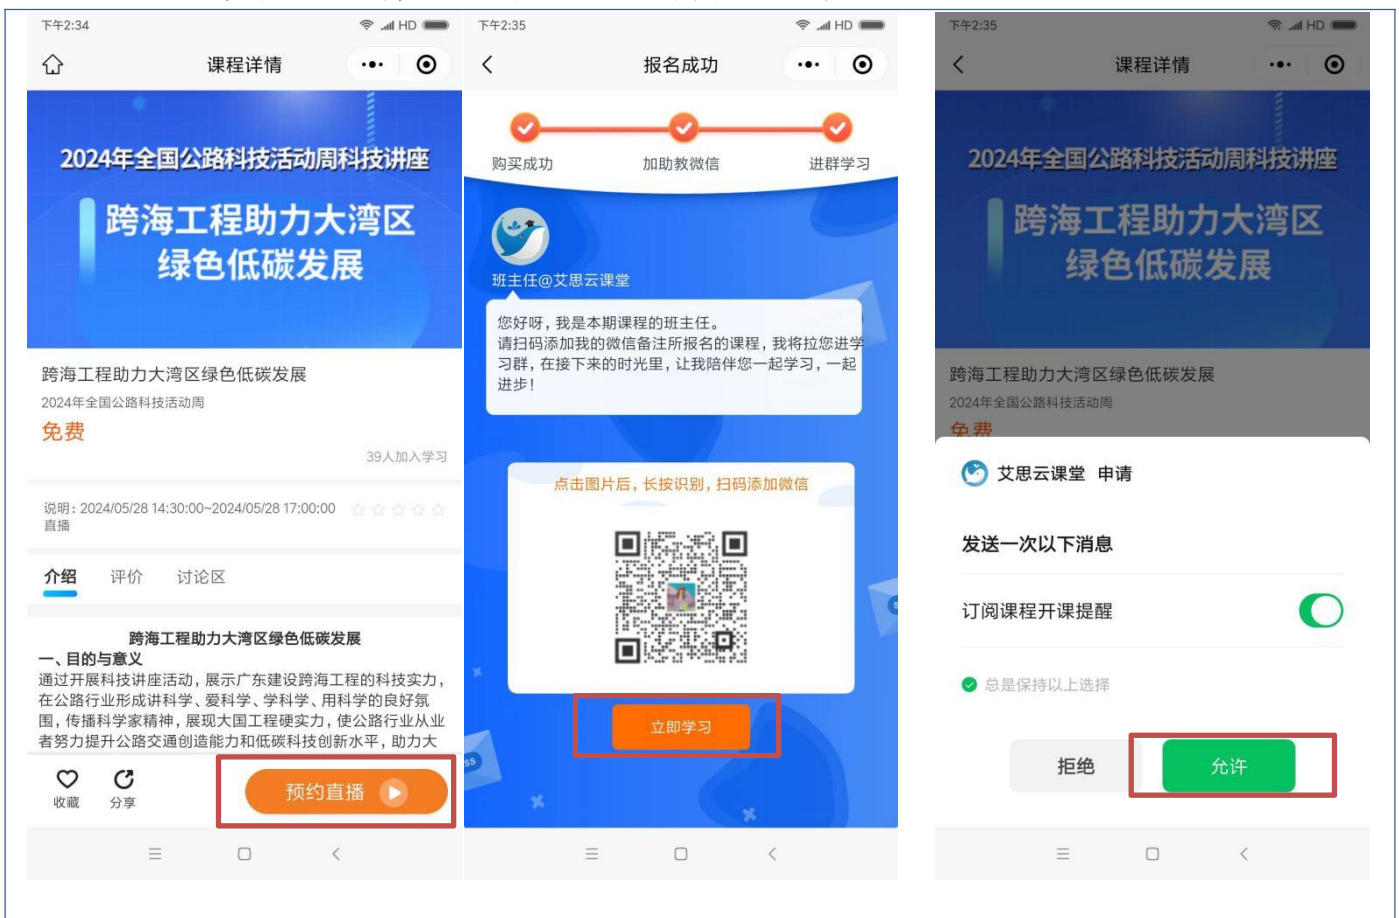 下午2:34
HD
课程详情
2024年全国公路科技活动周科技讲座
跨海工程助力大湾区
绿色低碳发展
跨海工程助力大湾区绿色低碳发展
2024年全国公路科技活动周
免费
39人加入学习
说明：2024/05/28 14:30:00~2024/05/28 17:00:00
直播
介绍 评价 讨论区
跨海工程助力大湾区绿色低碳发展
一、目的与意义
通过开展科技讲座活动，展示广东建设跨海工程的科技实力，
在公路行业形成讲科学、爱科学、学科学、用科学的良好氛
围，传播科学家精神，展现大国工程硬实力，使公路行业从业
者努力提升公路交通创造能力和低碳科技创新水平，助力大
收藏 分享 预约直播
下午2:35
HD
报名成功
购买成功 加助教微信 进群学习
班主任@艾思云课堂
您好呀，我是本期课程的班主任。
请扫码添加我的微信备注所报名的课程，我将拉您进学
习群，在接下来的时光里，让我陪伴您一起学习，一起
进步！
点击图片后，长按识别，扫码添加微信
立即学习
下午2:35
HD
课程详情
2024年全国公路科技活动周科技讲座
跨海工程助力大湾区
绿色低碳发展
跨海工程助力大湾区绿色低碳发展
2024年全国公路科技活动周
免费
艾思云课堂 申请
发送一次以下消息
订阅课程开课提醒
总是保持以上选择
拒绝 允许